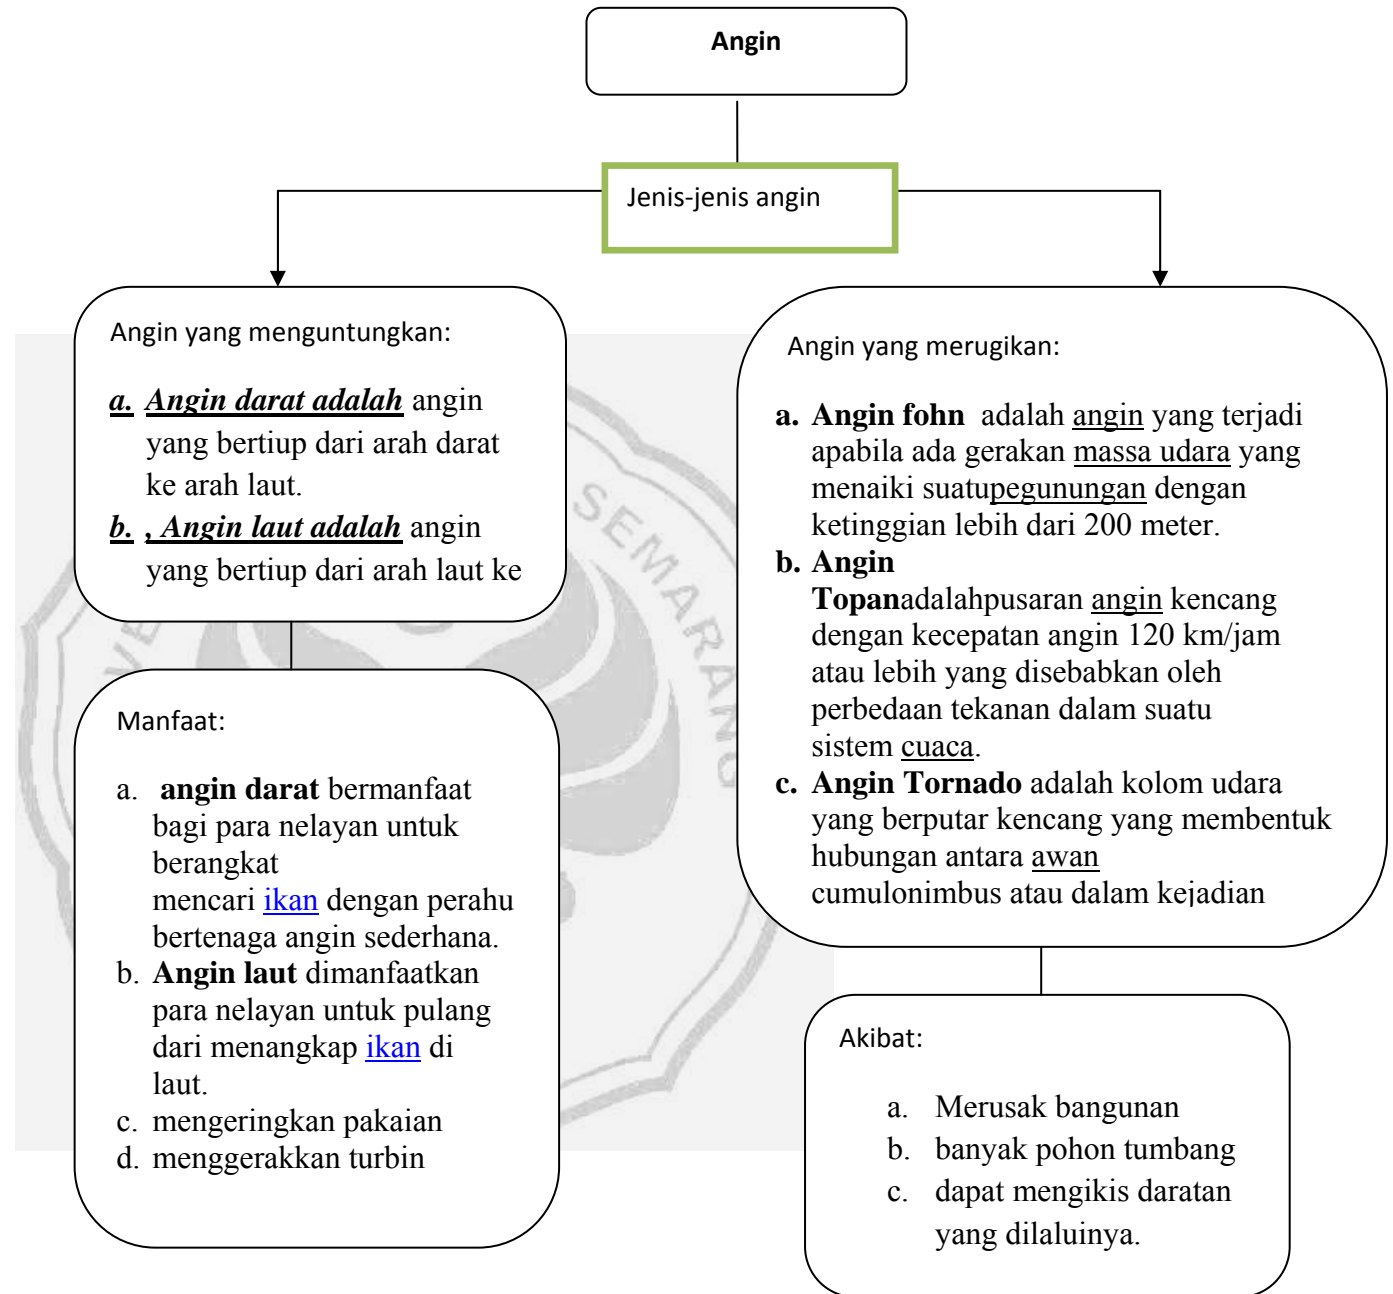 Angin
Jenis-jenis angin
Angin yang menguntungkan:
a. Angin darat adalah angin
yang bertiup dari arah darat
ke arah laut.
b. , Angin laut adalah angin
yang bertiup dari arah laut ke
Manfaat:
a. angin darat bermanfaat
bagi para nelayan untuk
berangkat
mencari ikan dengan perahu
bertenaga angin sederhana.
b. Angin laut dimanfaatkan
para nelayan untuk pulang
dari menangkap ikan di
laut.
c. mengeringkan pakaian
d. menggerakkan turbin
Angin yang merugikan:
a. Angin fohn adalah angin yang terjadi
apabila ada gerakan massa udara yang
menaiki suatupegunungan dengan
ketinggian lebih dari 200 meter.
b. Angin
Topanadalahpusaran angin kencang
dengan kecepatan angin 120 km/jam
atau lebih yang disebabkan oleh
perbedaan tekanan dalam suatu
sistem cuaca.
c. Angin Tornado adalah kolom udara
yang berputar kencang yang membentuk
hubungan antara awan
cumulonimbus atau dalam kejadian
Akibat:
a. Merusak bangunan
b. banyak pohon tumbang
c. dapat mengikis daratan
yang dilaluinya.
SEMARANG